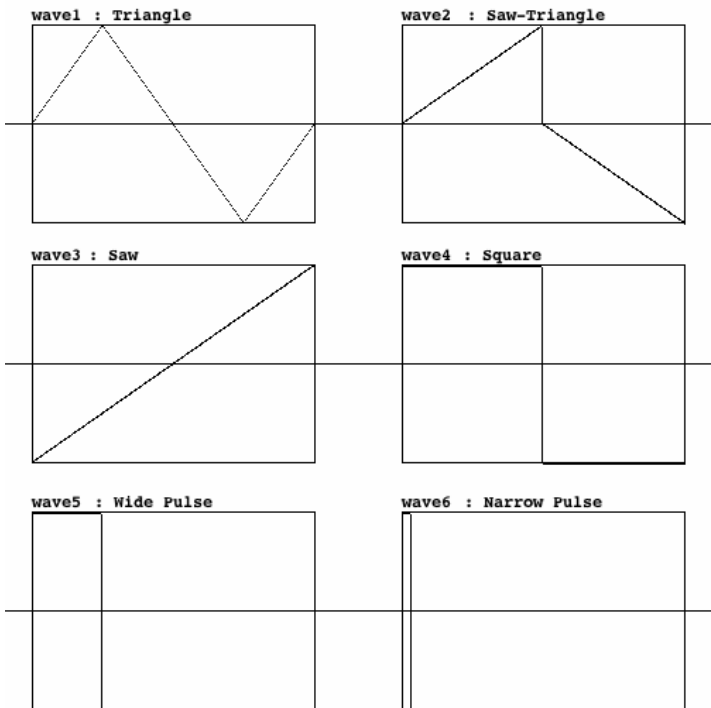 wave1 : Triangle
wave2 : Saw-Triangle
wave3 : Saw
wave4 : Square
wave5 : Wide Pulse
wave6 : Narrow Pulse